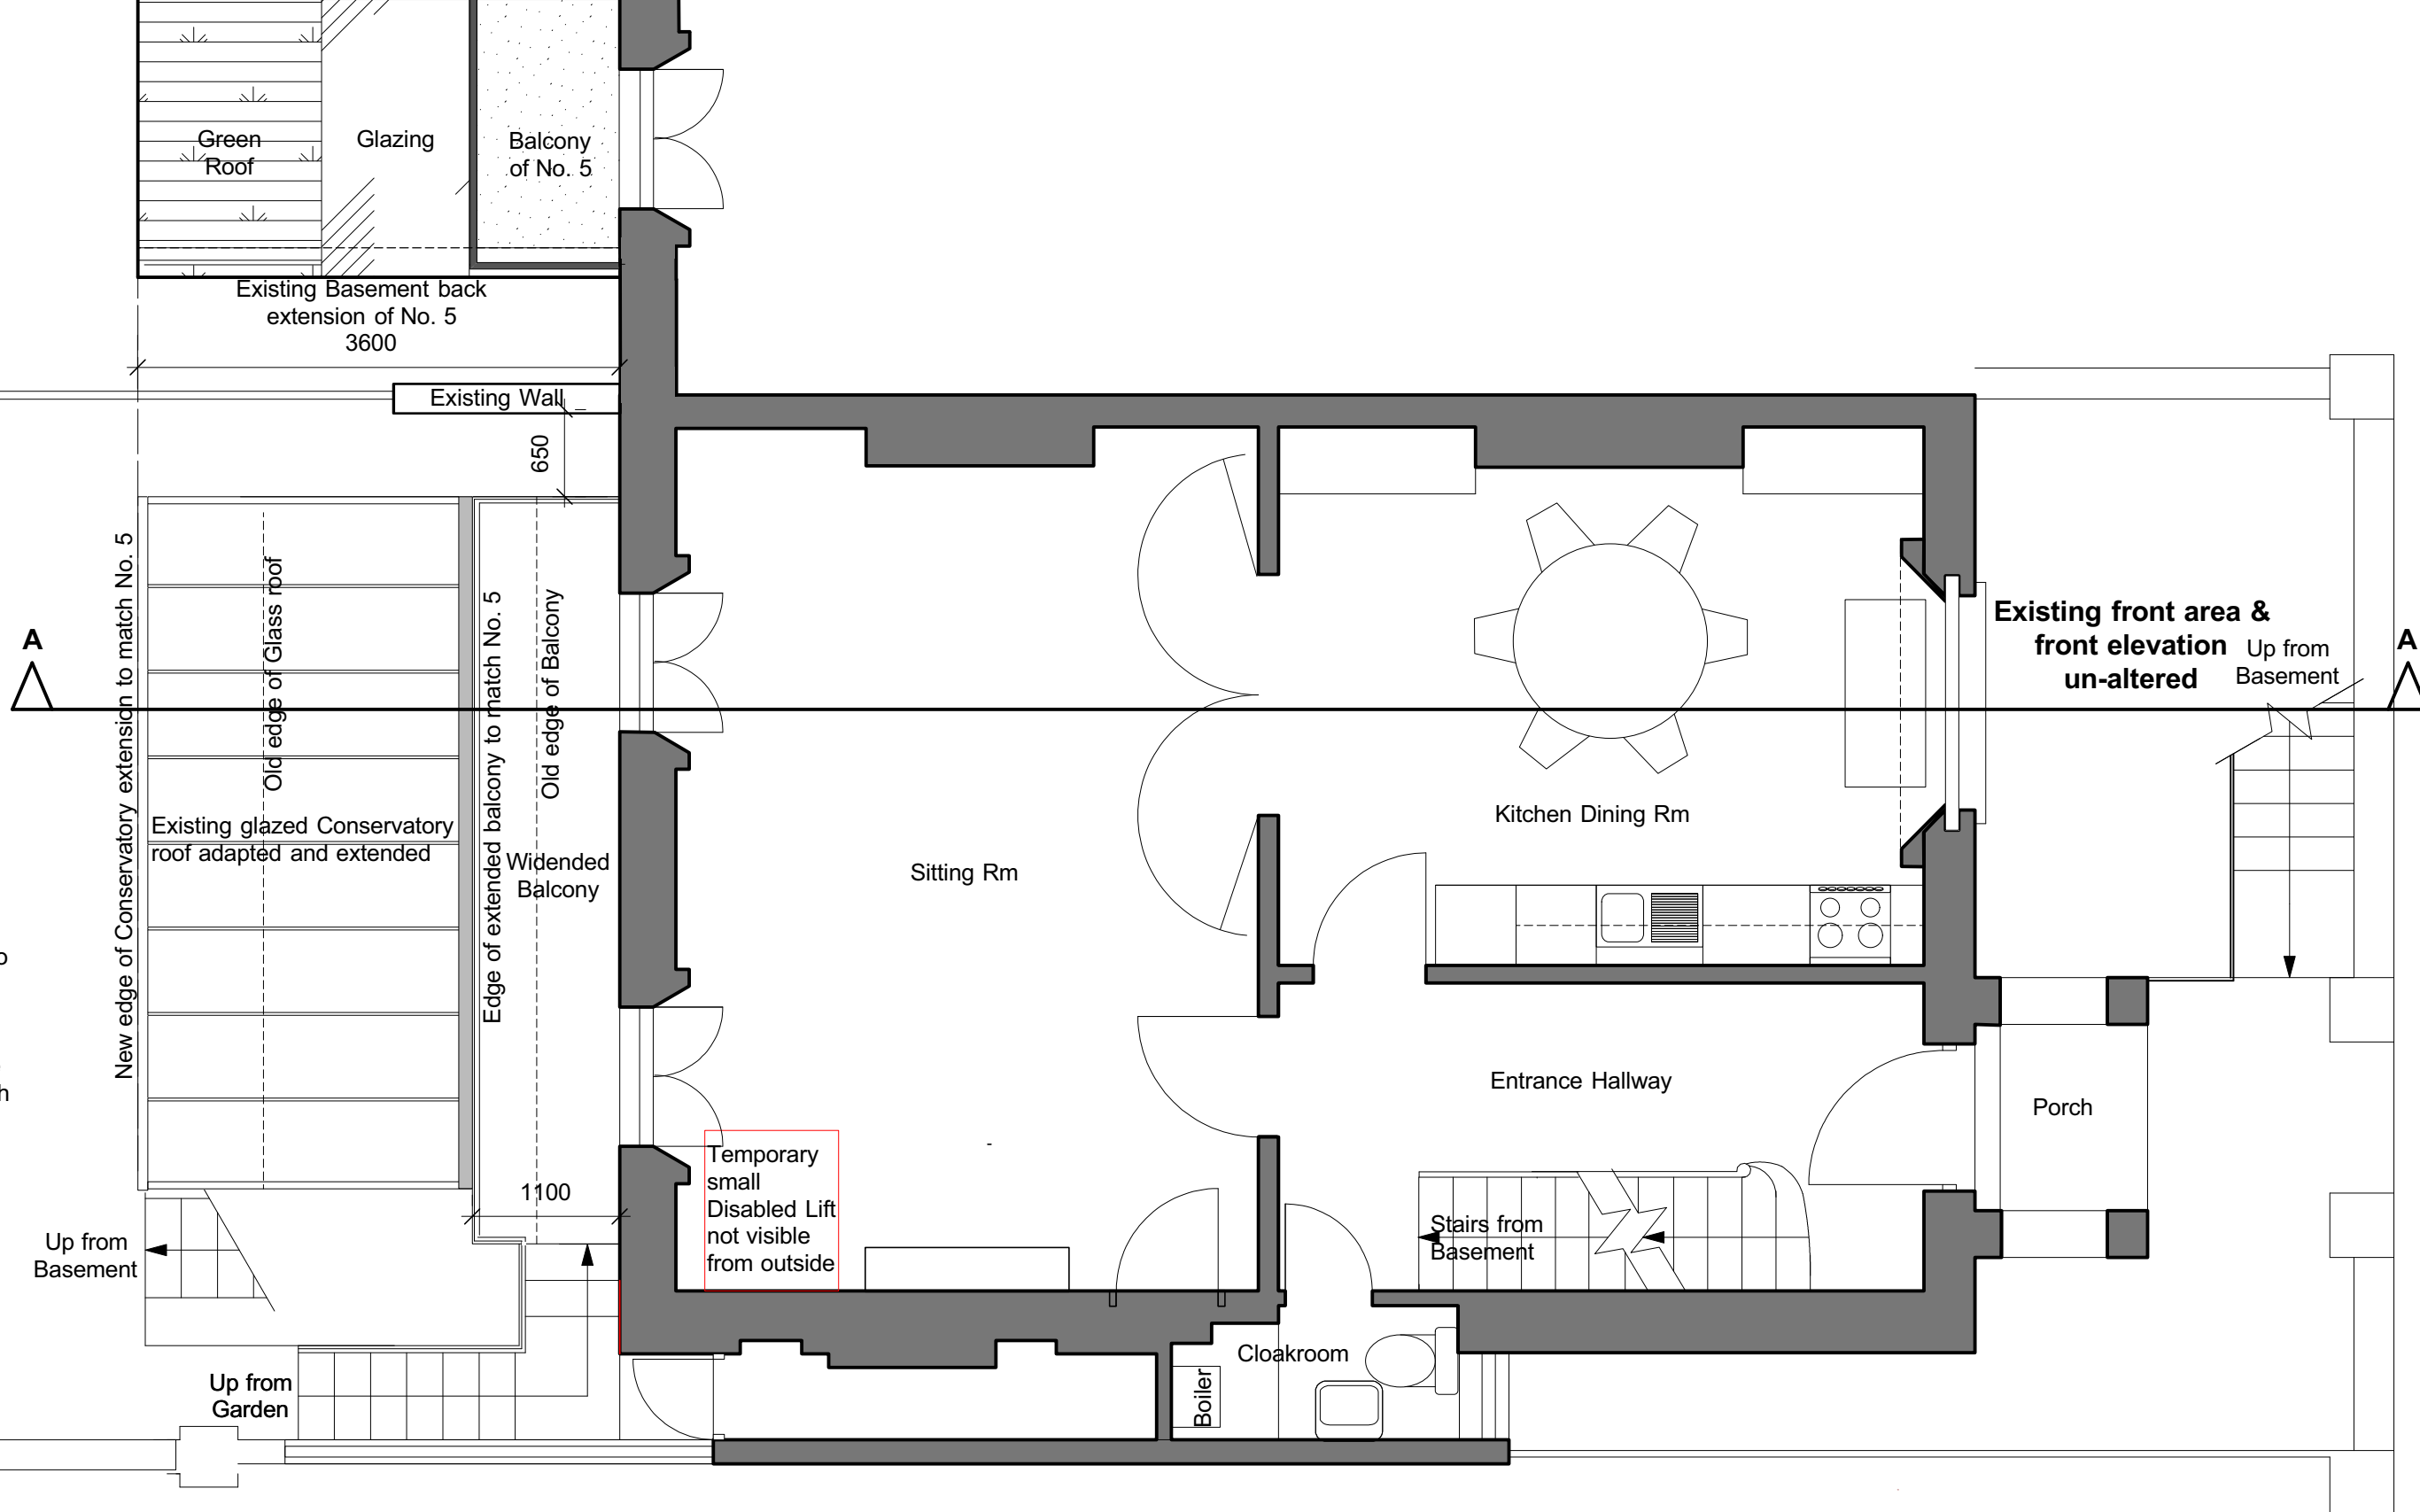 Green
Roof
Glazing
Balcony
of No. 5
Existing Basement back
extension of No. 5
3600
Existing Wall
650
New edge of Conservatory extension to match No. 5
Old edge of Glass roof
Edge of extended balcony to match No. 5
Old edge of Balcony
A
Existing front area &
front elevation
un-altered
Up from
Basement
A
Existing glazed Conservatory
roof adapted and extended
Widended
Balcony
Sitting Rm
Kitchen Dining Rm
Entrance Hallway
Porch
Temporary
small
Disabled Lift
not visible
from outside
1100
Up from
Basement
Stairs from
Basement
Cloakroom
Boiler
Up from
Garden